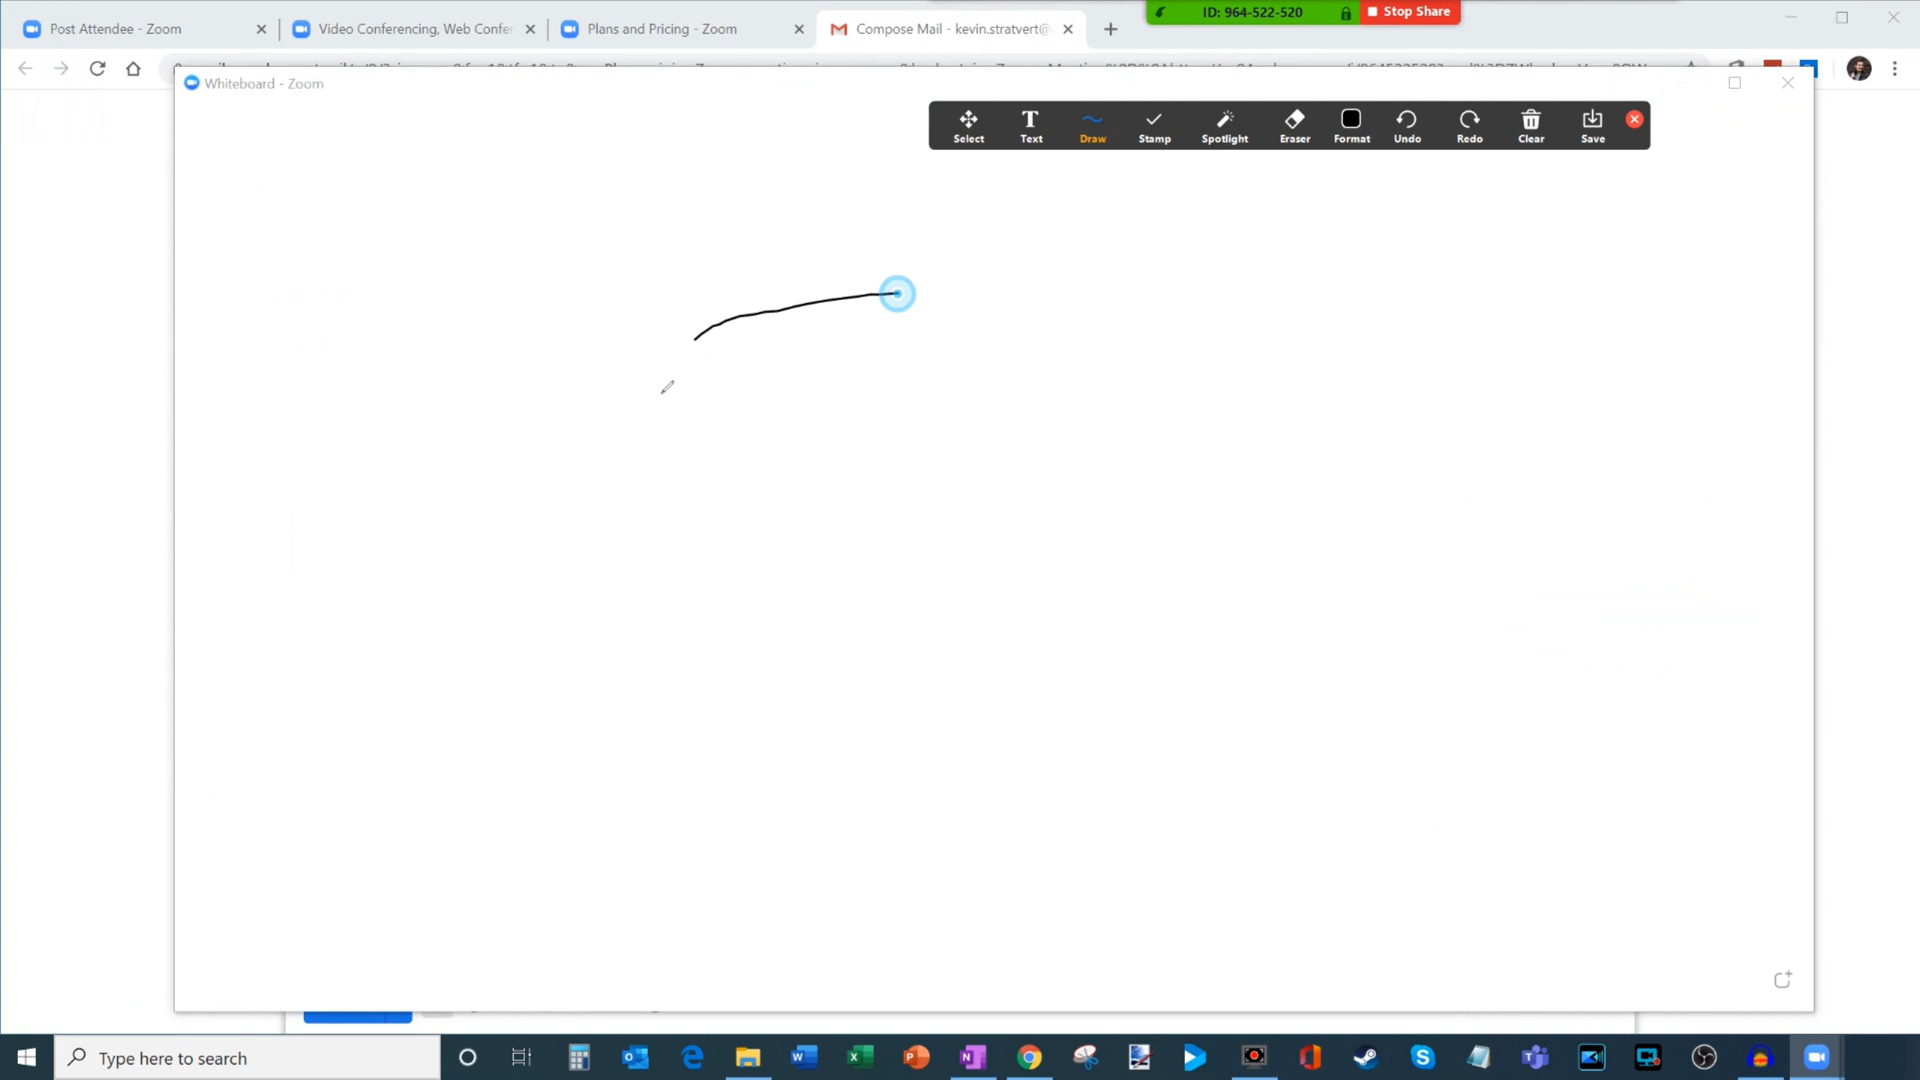 Post Attendee - Zoom
Video Conferencing, Web Confer
Plans and Pricing - Zoom
Compose Mail - kevin.stratvert@
ID: 964-522-520
Stop Share
Whiteboard - Zoom
Select
Text
Draw
Stamp
Spotlight
Eraser
Format
Undo
Redo
Clear
Save
Type here to search